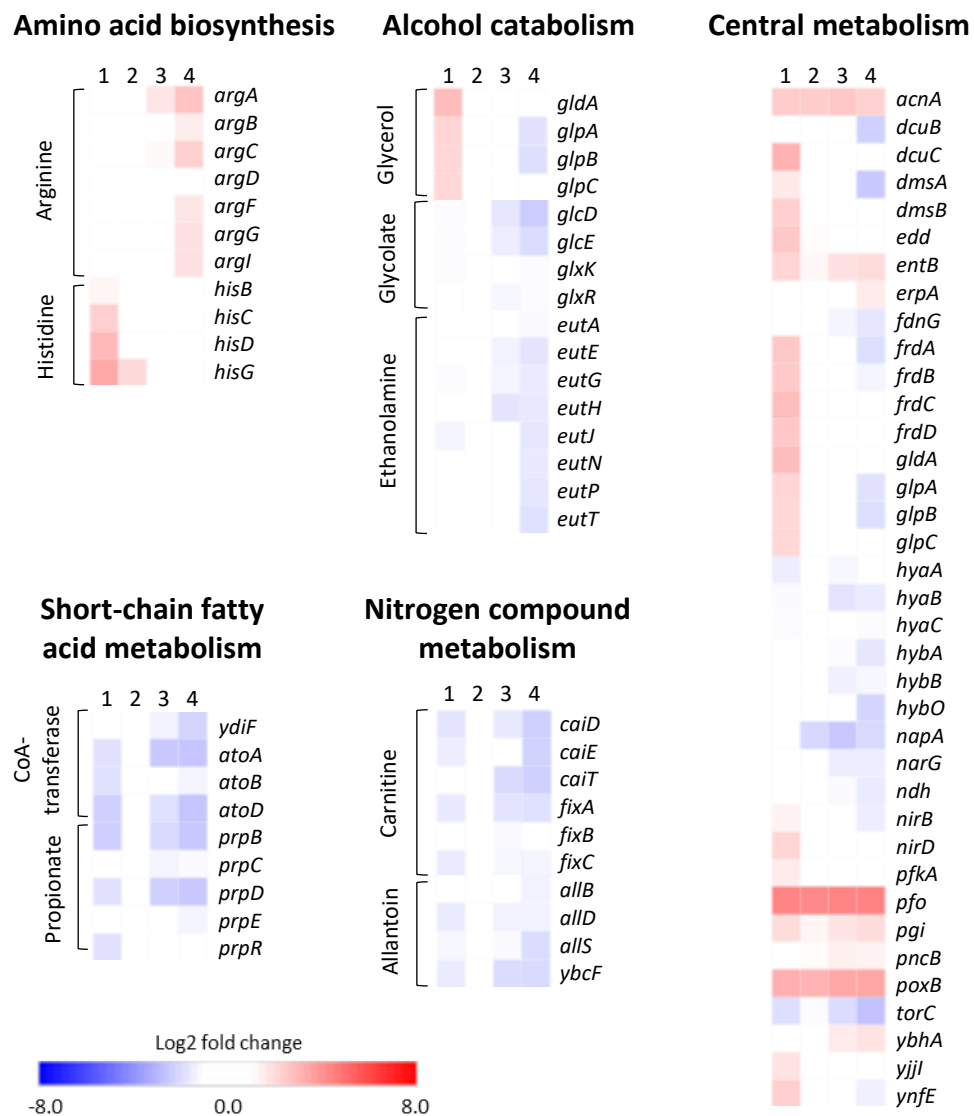 Amino acid biosynthesis
1 2 3 4
Arginine
argA
argB
argC
argD
argF
argG
argI
Histidine
hisB
hisC
hisD
hisG
Alcohol catabolism
1 2 3 4
Glycerol
gldA
glpA
glpB
glpC
Glycolate
glcD
glcE
glxK
glxR
Ethanolamine
eutA
eutE
eutG
eutH
eutJ
eutN
eutP
eutT
Central metabolism
1 2 3 4
acnA
dcuB
dcuC
dmsA
dmsB
edd
entB
erpA
fdnG
frdA
frdB
frdC
frdD
gldA
glpA
glpB
glpC
hyaA
hyaB
hyaC
hybA
hybB
hybO
napA
narG
ndh
nirB
nirD
pfkA
pfo
pgi
pncB
poxB
torC
ybhA
yjjI
ynfE
Short-chain fatty
acid metabolism
1 2 3 4
CoA-
transferase
ydiF
atoA
atoB
atoD
Propionate
prpB
prpC
prpD
prpE
prpR
Nitrogen compound
metabolism
1 2 3 4
Carnitine
caiD
caiE
caiT
fixA
fixB
fixC
Allantoin
allB
allD
allS
ybcF
Log2 fold change
-8.0 0.0 8.0